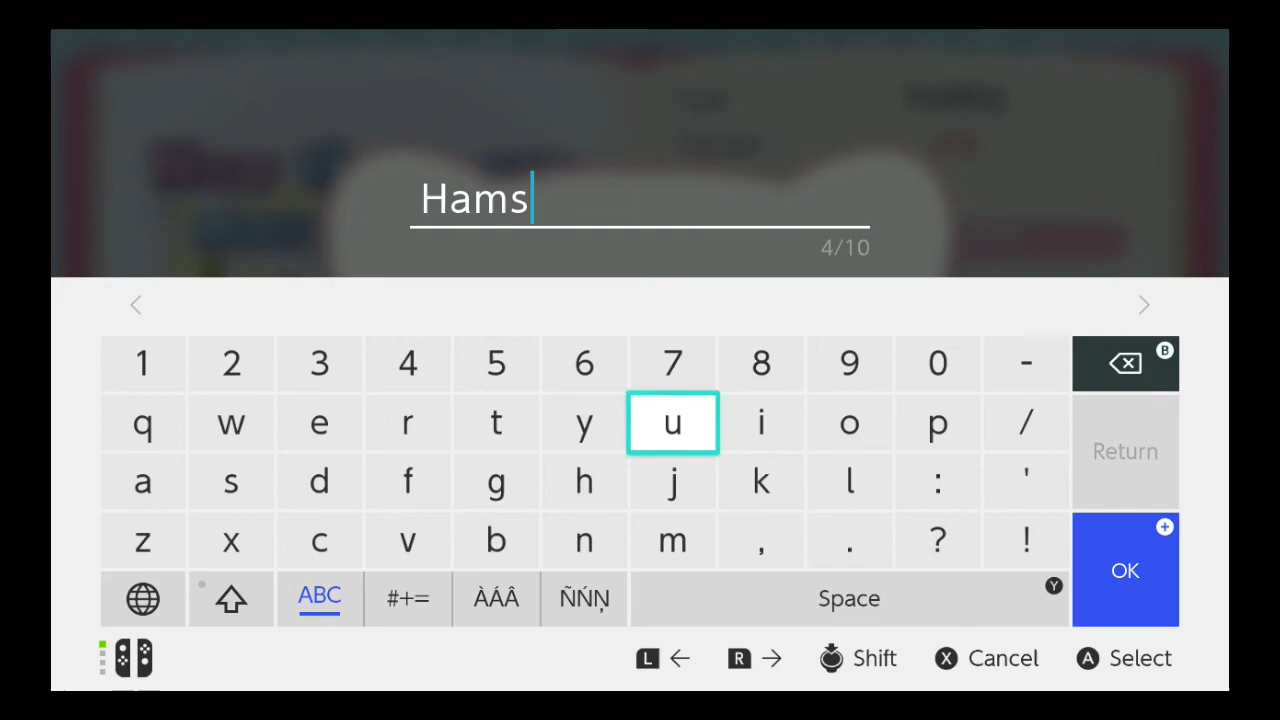 Hams
4/10
1 2 3 4 5 6 7 8 9 0 - B
q w e r t y u i o p /
Return
a s d f g h j k l : '
z x c v b n m , . ? ! +
OK
ABC #+= ÀÁÂ ÑŃŅ Space Y
L ← R → Shift X Cancel A Select